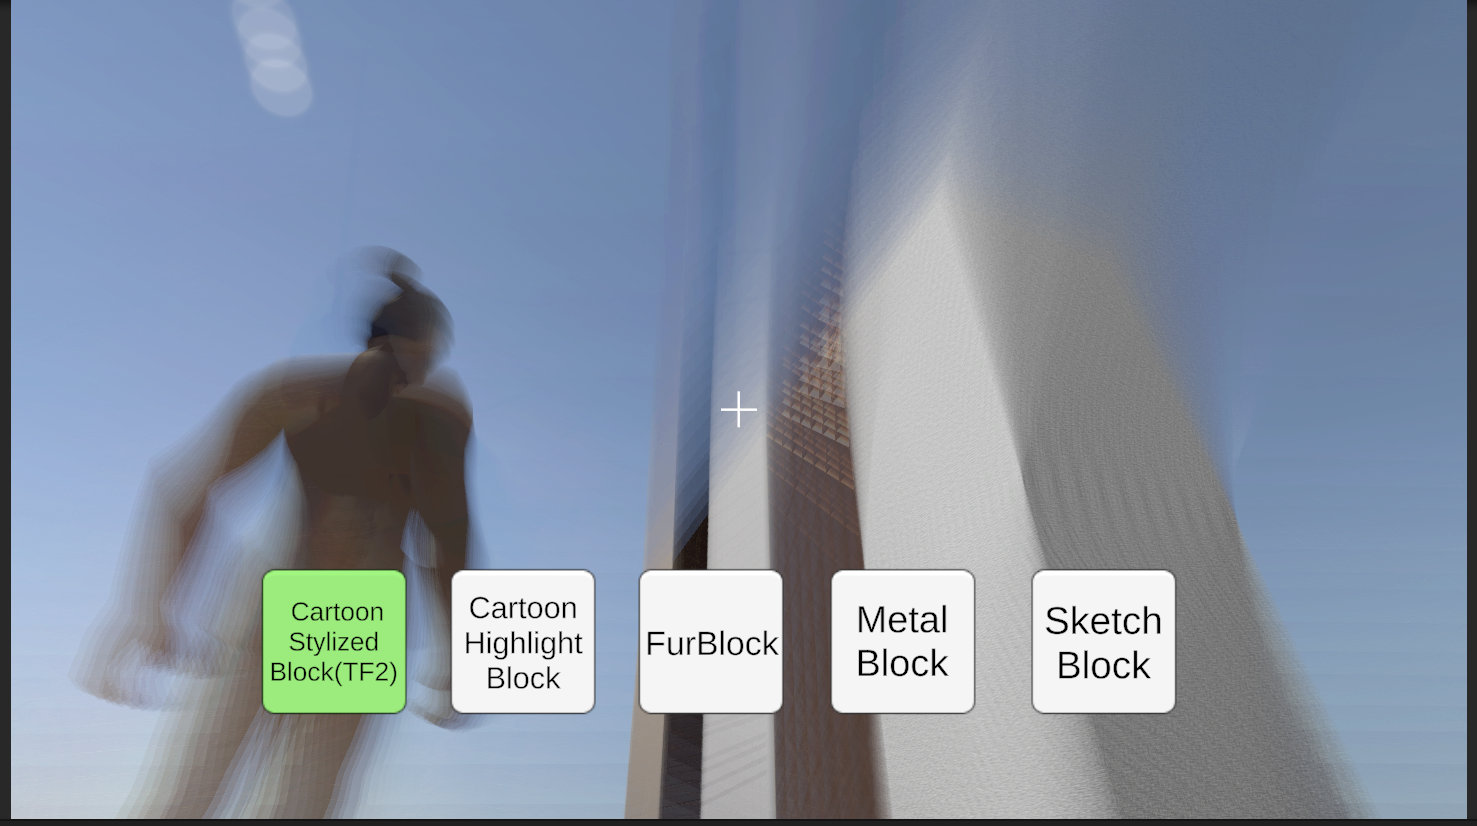 Cartoon
Stylized
Block(TF2)
Cartoon
Highlight
Block
FurBlock
Metal
Block
Sketch
Block